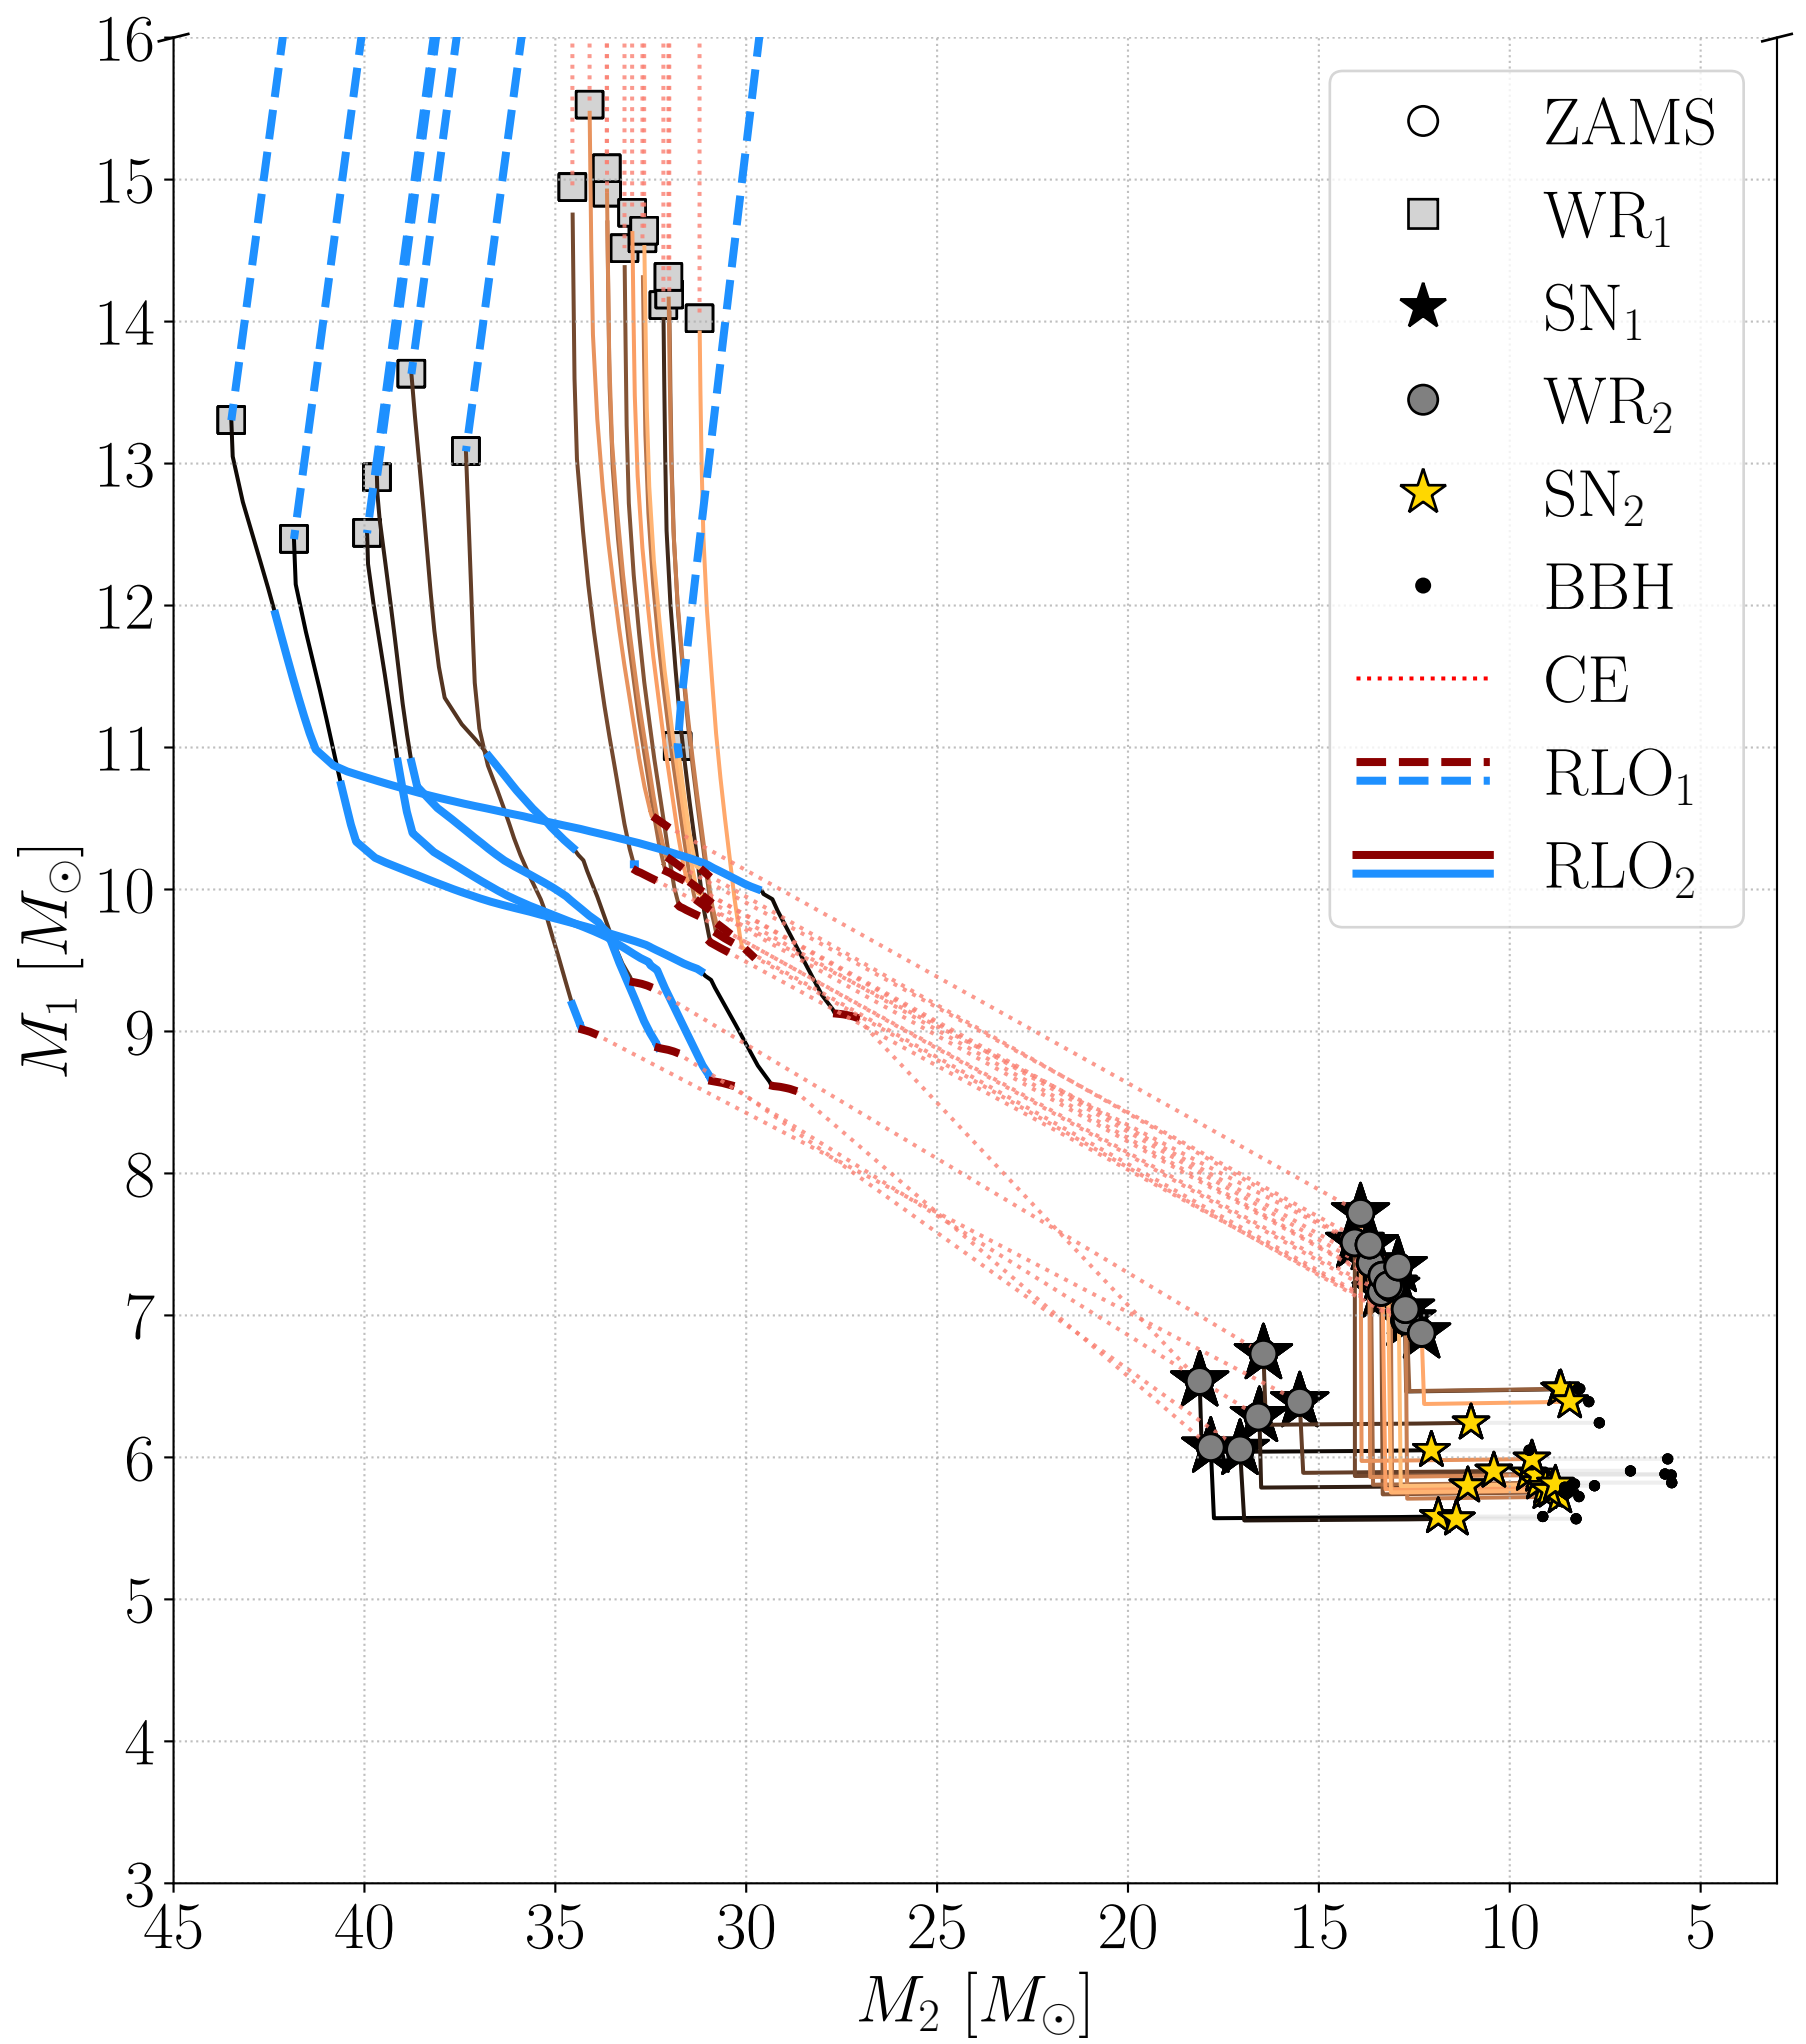 16
15
14
13
12
11
10
9
8
7
6
5
4
3
M₁ [M⊙]
45 40 35 30 25 20 15 10 5
M₂ [M⊙]
ZAMS
WR₁
SN₁
WR₂
SN₂
BBH
CE
RLO₁
RLO₂